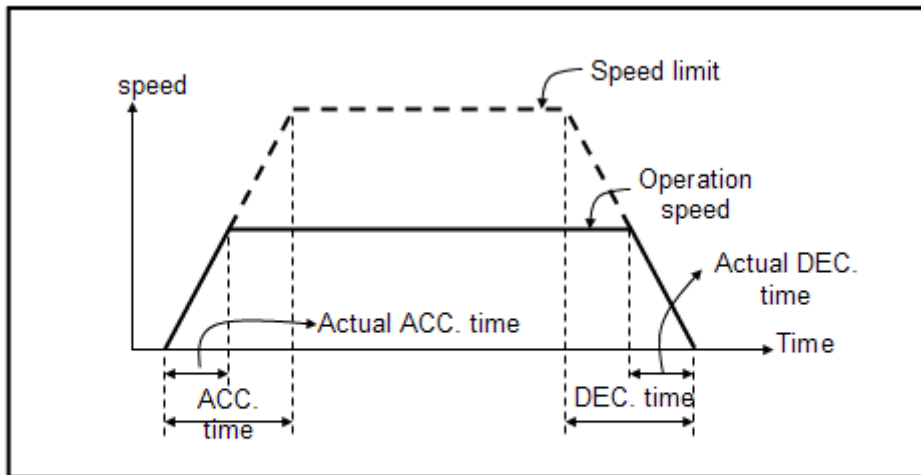 speed
Speed limit
Operation
speed
Actual DEC.
time
Actual ACC. time
Time
ACC.
time
DEC. time